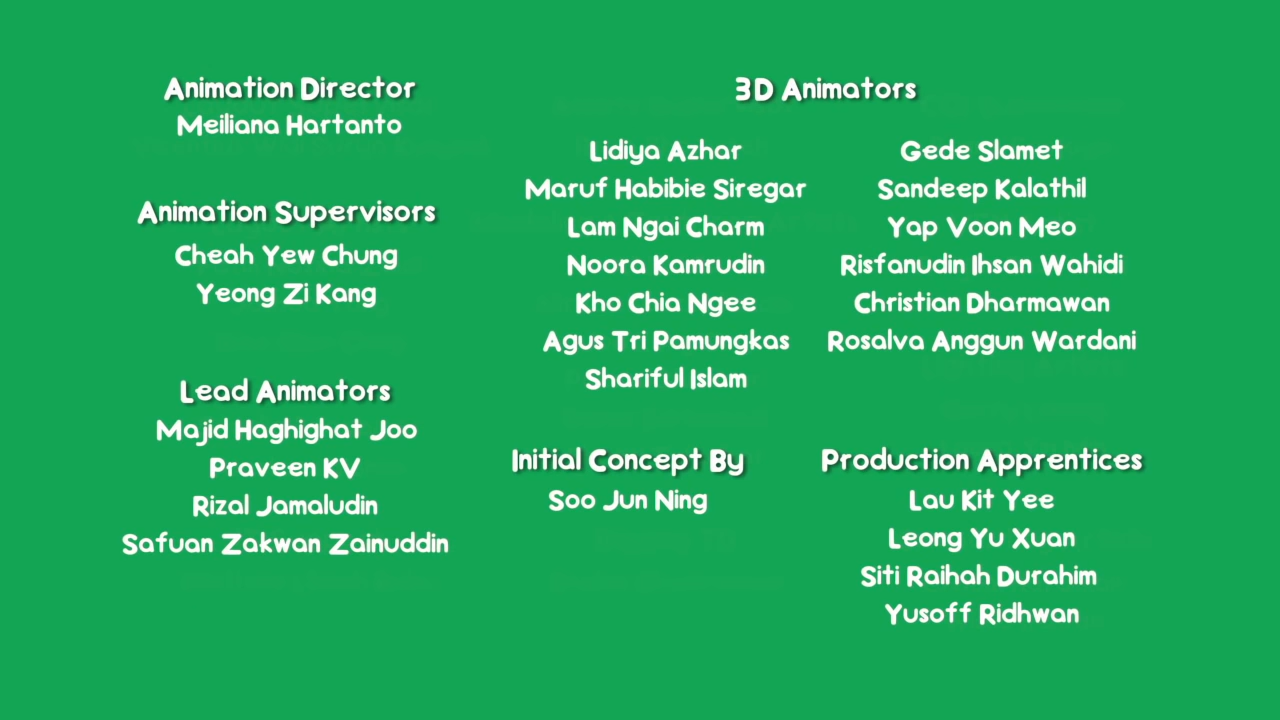 Animation Director
Meiliana Hartanto
Animation Supervisors
Cheah Yew Chung
Yeong Zi Kang
Lead Animators
Majid Haghighat Joo
Praveen KV
Rizal Jamaludin
Safuan Zakwan Zainuddin
3D Animators
Lidiya Azhar
Maruf Habibie Siregar
Lam Ngai Charm
Noora Kamrudin
Kho Chia Ngee
Agus Tri Pamungkas
Shariful Islam
Gede Slamet
Sandeep Kalathil
Yap Voon Meo
Risfanudin Ihsan Wahidi
Christian Dharmawan
Rosalva Anggun Wardani
Initial Concept By
Soo Jun Ning
Production Apprentices
Lau Kit Yee
Leong Yu Xuan
Siti Raihah Durahim
Yusoff Ridhwan